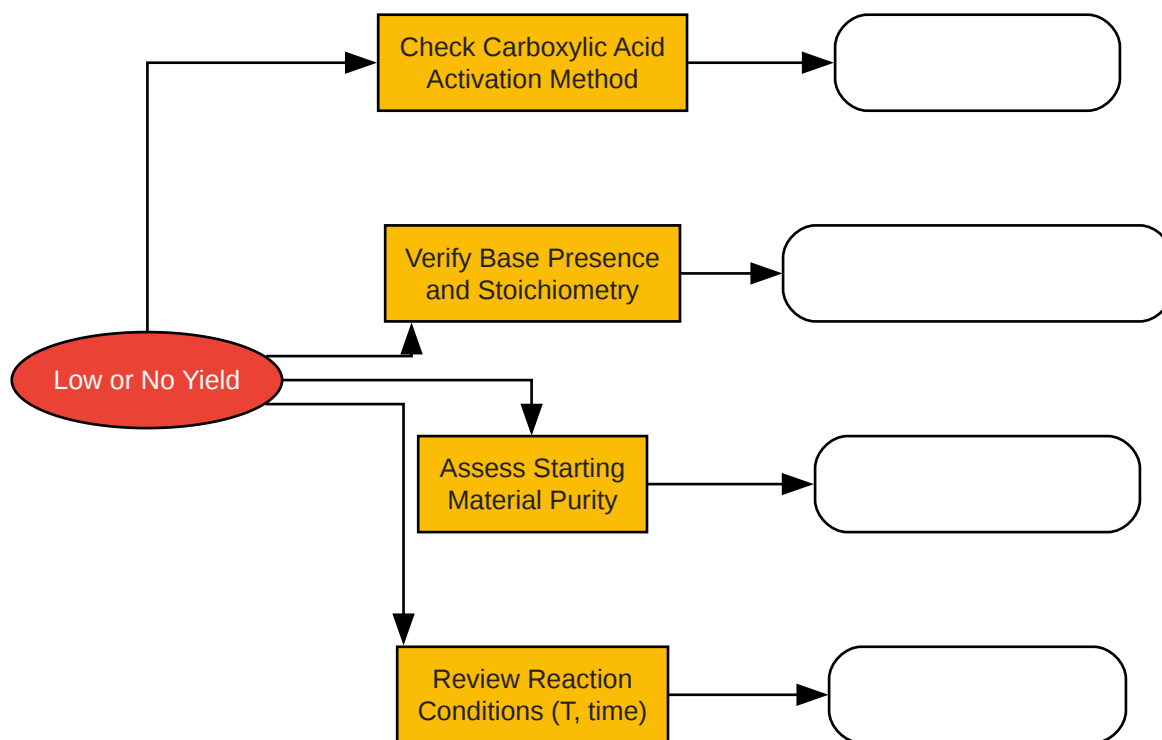 Check Carboxylic Acid
Activation Method
Verify Base Presence
and Stoichiometry
Low or No Yield
Assess Starting
Material Purity
Review Reaction
Conditions (T, time)